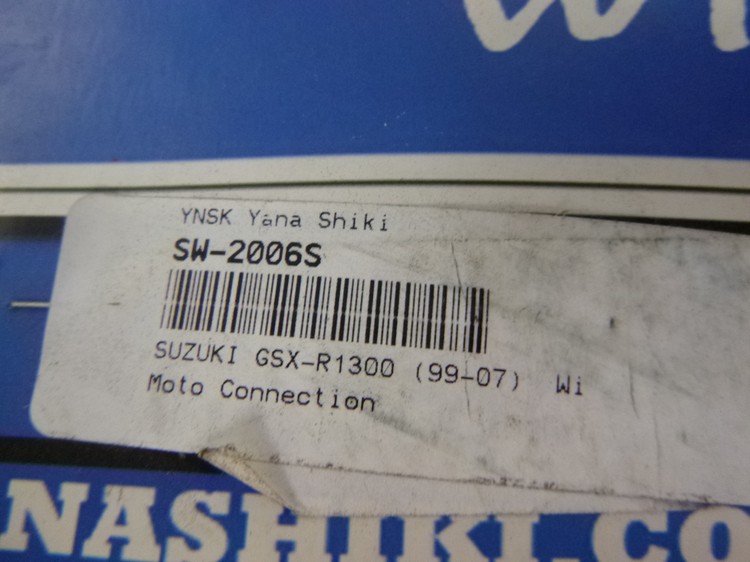 YNSK Yana Shiki
SW-2006S
SUZUKI GSX-R1300 (99-07) Wi
Moto Connection
NASHIKI.CO